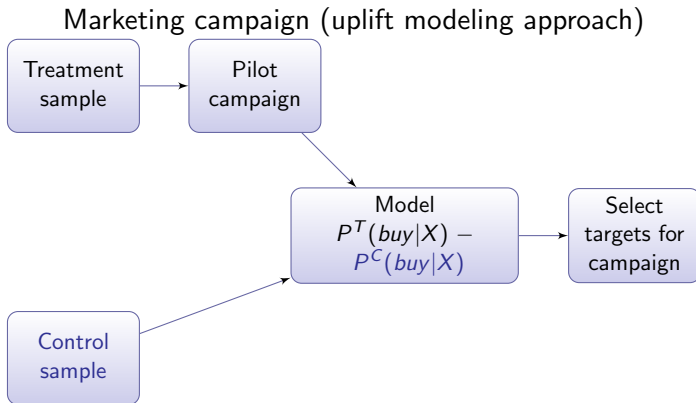 Marketing campaign (uplift modeling approach)
Treatment
sample
Pilot
campaign
Model
P^T(buy|X) −
P^C(buy|X)
Select
targets for
campaign
Control
sample